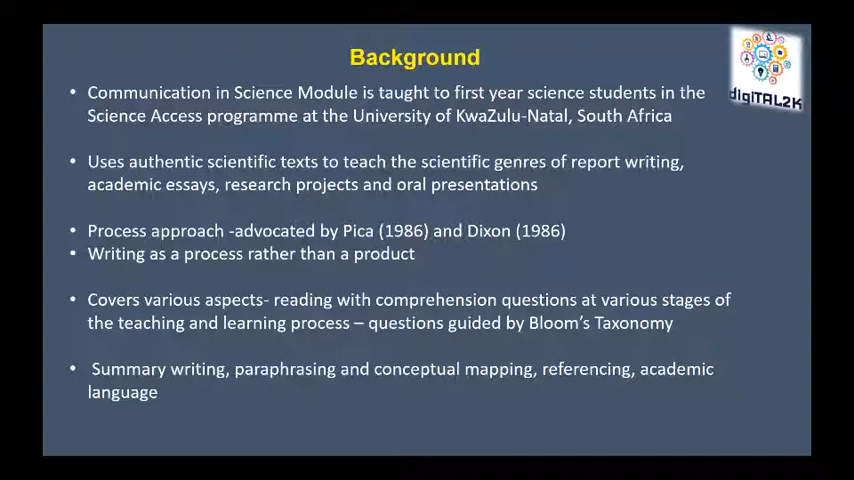 Background
digiTAL2K
• Communication in Science Module is taught to first year science students in the
Science Access programme at the University of KwaZulu-Natal, South Africa
• Uses authentic scientific texts to teach the scientific genres of report writing,
academic essays, research projects and oral presentations
• Process approach -advocated by Pica (1986) and Dixon (1986)
• Writing as a process rather than a product
• Covers various aspects- reading with comprehension questions at various stages of
the teaching and learning process – questions guided by Bloom’s Taxonomy
• Summary writing, paraphrasing and conceptual mapping, referencing, academic
language